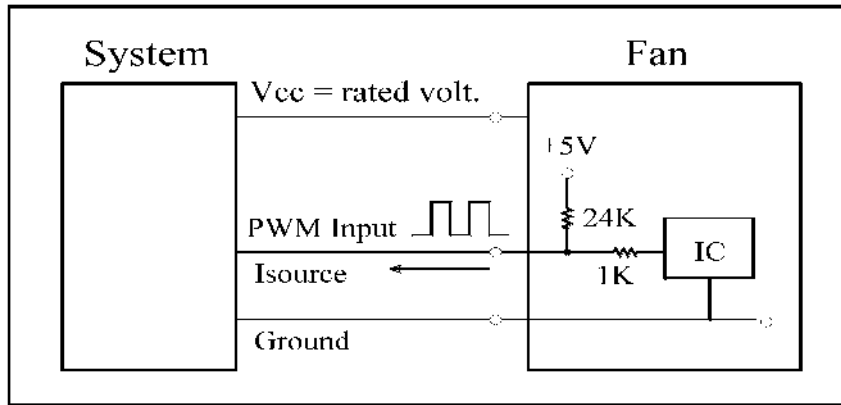 System
Fan
Vcc = rated volt.
+5V
24K
PWM Input
IC
1K
Isource
Ground